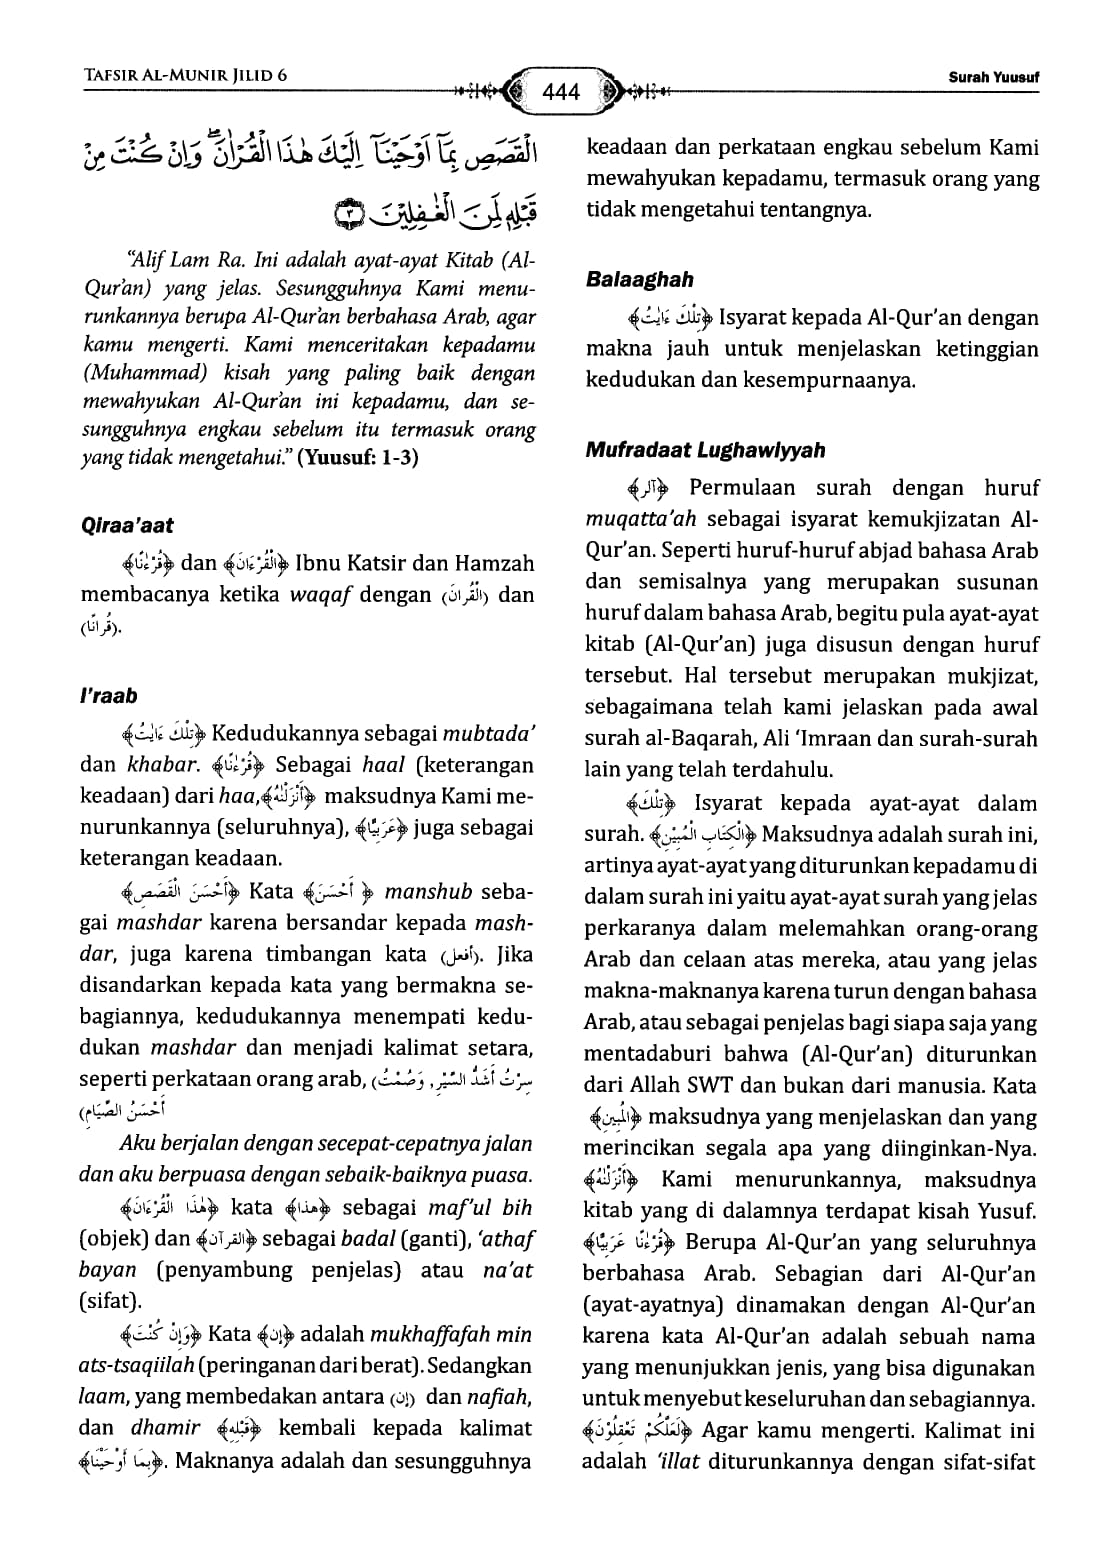 TAFSIR AL-MUNIR JILID 6
444
Surah Yuusuf
الْقَصَصِ بِمَآ اَوْحَيْنَآ اِلَيْكَ هٰذَا الْقُرْاٰنَۖ وَاِنْ كُنْتَ مِنْ
قَبْلِهٖ لَمِنَ الْغٰفِلِيْنَ ﴿٣﴾
“Alif Lam Ra. Ini adalah ayat-ayat Kitab (Al-
Qur’an) yang jelas. Sesungguhnya Kami menu-
runkannya berupa Al-Qur’an berbahasa Arab, agar
kamu mengerti. Kami menceritakan kepadamu
(Muhammad) kisah yang paling baik dengan
mewahyukan Al-Qur’an ini kepadamu, dan se-
sungguhnya engkau sebelum itu termasuk orang
yang tidak mengetahui.” (Yuusuf: 1-3)
Qiraa’aat
﴿قُرْءٰنًا﴾ dan ﴿الْقُرْءَانَ﴾ Ibnu Katsir dan Hamzah
membacanya ketika waqaf dengan (الْقُرَانَ) dan
(قُرَانًا).
I’raab
﴿تِلْكَ ءَايٰتُ﴾ Kedudukannya sebagai mubtada’
dan khabar. ﴿قُرْءٰنًا﴾ Sebagai haal (keterangan
keadaan) dari haa,﴿أَنْزَلْنٰهُ﴾ maksudnya Kami me-
nurunkannya (seluruhnya), ﴿عَرَبِيًّا﴾ juga sebagai
keterangan keadaan.
﴿أَحْسَنَ الْقَصَصِ﴾ Kata ﴿أَحْسَنَ﴾ manshub seba-
gai mashdar karena bersandar kepada mash-
dar, juga karena timbangan kata (أفعل). Jika
disandarkan kepada kata yang bermakna se-
bagiannya, kedudukannya menempati kedu-
dukan mashdar dan menjadi kalimat setara,
seperti perkataan orang arab, (سِرْتُ أَشَدَّ السَّيْرِ, وَصُمْتُ
أَحْسَنُ الصِّيَامِ)
Aku berjalan dengan secepat-cepatnya jalan
dan aku berpuasa dengan sebaik-baiknya puasa.
﴿هٰذَا الْقُرْءَانَ﴾ kata ﴿هذا﴾ sebagai maf’ul bih
(objek) dan ﴿القرآن﴾ sebagai badal (ganti), ‘athaf
bayan (penyambung penjelas) atau na’at
(sifat).
﴿وَإِنْ كُنْتَ﴾ Kata ﴿إن﴾ adalah mukhaffafah min
ats-tsaqiilah (peringanan dari berat). Sedangkan
laam, yang membedakan antara (إن) dan nafiah,
dan dhamir ﴿قَبْلِهِ﴾ kembali kepada kalimat
﴿بِمَا أَوْحَيْنَا﴾. Maknanya adalah dan sesungguhnya
keadaan dan perkataan engkau sebelum Kami
mewahyukan kepadamu, termasuk orang yang
tidak mengetahui tentangnya.
Balaaghah
﴿تِلْكَ ءَايٰتُ﴾ Isyarat kepada Al-Qur’an dengan
makna jauh untuk menjelaskan ketinggian
kedudukan dan kesempurnaanya.
Mufradaat Lughawiyyah
﴿آلر﴾ Permulaan surah dengan huruf
muqatta’ah sebagai isyarat kemukjizatan Al-
Qur’an. Seperti huruf-huruf abjad bahasa Arab
dan semisalnya yang merupakan susunan
huruf dalam bahasa Arab, begitu pula ayat-ayat
kitab (Al-Qur’an) juga disusun dengan huruf
tersebut. Hal tersebut merupakan mukjizat,
sebagaimana telah kami jelaskan pada awal
surah al-Baqarah, Ali ‘Imraan dan surah-surah
lain yang telah terdahulu.
﴿تِلْكَ﴾ Isyarat kepada ayat-ayat dalam
surah. ﴿الْكِتَابِ الْمُبِيْنِ﴾ Maksudnya adalah surah ini,
artinya ayat-ayat yang diturunkan kepadamu di
dalam surah ini yaitu ayat-ayat surah yang jelas
perkaranya dalam melemahkan orang-orang
Arab dan celaan atas mereka, atau yang jelas
makna-maknanya karena turun dengan bahasa
Arab, atau sebagai penjelas bagi siapa saja yang
mentadaburi bahwa (Al-Qur’an) diturunkan
dari Allah SWT dan bukan dari manusia. Kata
﴿الْمُبِينِ﴾ maksudnya yang menjelaskan dan yang
merincikan segala apa yang diinginkan-Nya.
﴿أَنْزَلْنٰهُ﴾ Kami menurunkannya, maksudnya
kitab yang di dalamnya terdapat kisah Yusuf.
﴿قُرْءٰنًا عَرَبِيًّا﴾ Berupa Al-Qur’an yang seluruhnya
berbahasa Arab. Sebagian dari Al-Qur’an
(ayat-ayatnya) dinamakan dengan Al-Qur’an
karena kata Al-Qur’an adalah sebuah nama
yang menunjukkan jenis, yang bisa digunakan
untuk menyebut keseluruhan dan sebagiannya.
﴿لَعَلَّكُمْ تَعْقِلُوْنَ﴾ Agar kamu mengerti. Kalimat ini
adalah ‘illat diturunkannya dengan sifat-sifat